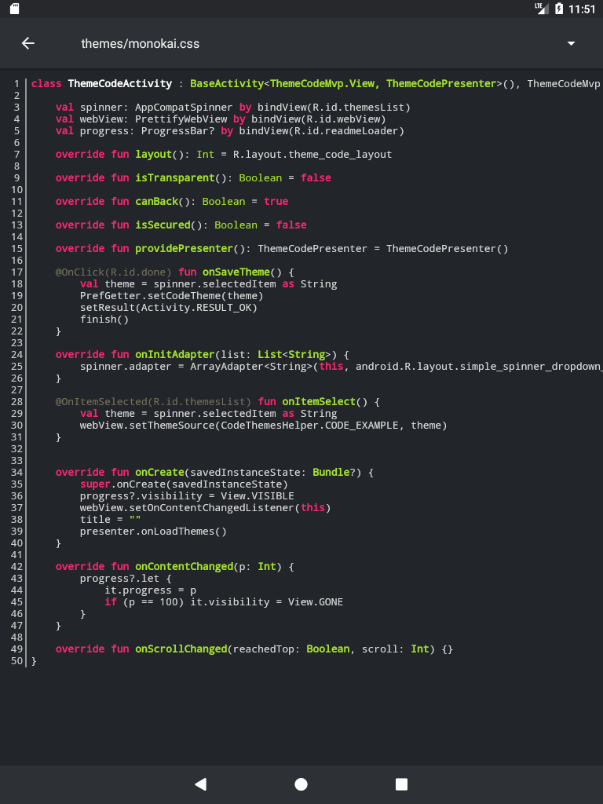 LTE 11:51
themes/monokai.css
1 class ThemeCodeActivity : BaseActivity<ThemeCodeMvp.View, ThemeCodePresenter>(), ThemeCodeMvp
2
3     val spinner: AppCompatSpinner by bindView(R.id.themesList)
4     val webView: PrettifyWebView by bindView(R.id.webView)
5     val progress: ProgressBar? by bindView(R.id.readmeLoader)
6
7     override fun layout(): Int = R.layout.theme_code_layout
8
9     override fun isTransparent(): Boolean = false
10
11     override fun canBack(): Boolean = true
12
13     override fun isSecured(): Boolean = false
14
15     override fun providePresenter(): ThemeCodePresenter = ThemeCodePresenter()
16
17     @OnClick(R.id.done) fun onSaveTheme() {
18         val theme = spinner.selectedItem as String
19         PrefGetter.setCodeTheme(theme)
20         setResult(Activity.RESULT_OK)
21         finish()
22     }
23
24     override fun onInitAdapter(list: List<String>) {
25         spinner.adapter = ArrayAdapter<String>(this, android.R.layout.simple_spinner_dropdown_
26     }
27
28     @OnItemSelected(R.id.themesList) fun onItemSelect() {
29         val theme = spinner.selectedItem as String
30         webView.setThemeSource(CodeThemesHelper.CODE_EXAMPLE, theme)
31     }
32
33
34     override fun onCreate(savedInstanceState: Bundle?) {
35         super.onCreate(savedInstanceState)
36         progress?.visibility = View.VISIBLE
37         webView.setOnContentChangedListener(this)
38         title = ""
39         presenter.onLoadThemes()
40     }
41
42     override fun onContentChanged(p: Int) {
43         progress?.let {
44             it.progress = p
45             if (p == 100) it.visibility = View.GONE
46         }
47     }
48
49     override fun onScrollChanged(reachedTop: Boolean, scroll: Int) {}
50 }